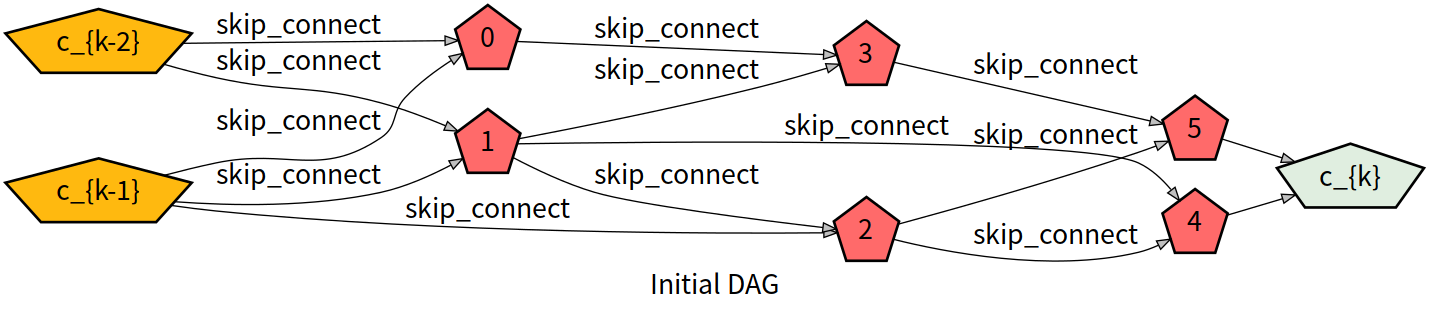 c_{k-2}
skip_connect
skip_connect
skip_connect
c_{k-1}
skip_connect
skip_connect
0
1
skip_connect
skip_connect
skip_connect
skip_connect
3
2
skip_connect
skip_connect
skip_connect
5
4
c_{k}
Initial DAG